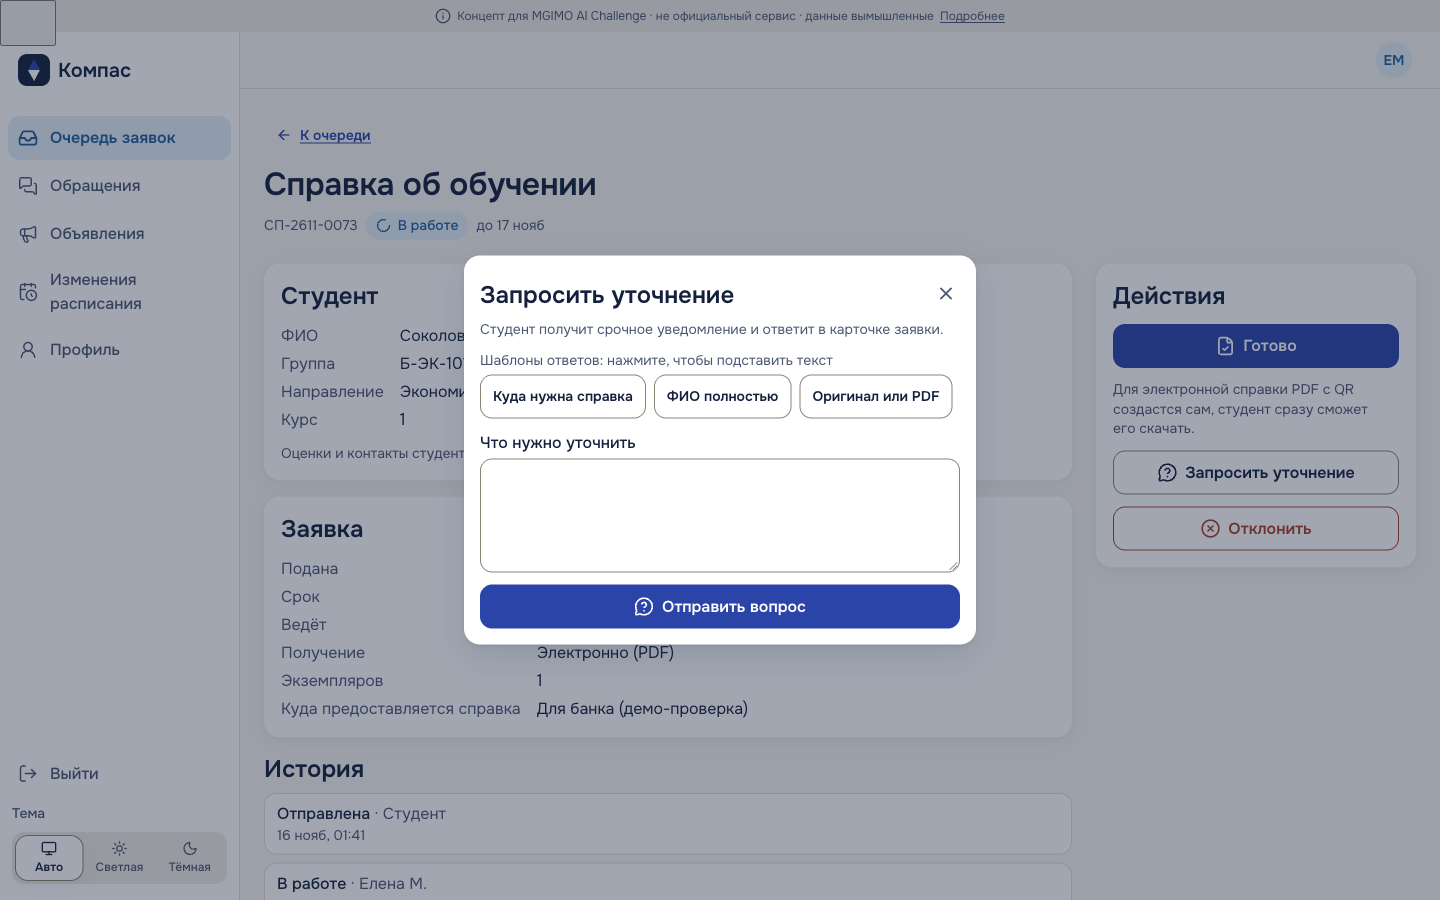 Концепт для MGIMO AI Challenge · не официальный сервис · данные вымышленные Подробнее
Компас
ЕМ
Очередь заявок
Обращения
Объявления
Изменения
расписания
Профиль
Выйти
Тема
Авто
Светлая
Тёмная
К очереди
Справка об обучении
СП-2611-0073
В работе
до 17 нояб
Студент
ФИО
Соколов
Группа
Б-ЭК-10
Направление
Экономи
Курс
1
Оценки и контакты студент
Заявка
Подана
Срок
Ведёт
Получение
Электронно (PDF)
Экземпляров
1
Куда предоставляется справка
Для банка (демо-проверка)
История
Отправлена · Студент
16 нояб, 01:41
В работе · Елена М.
Запросить уточнение
Студент получит срочное уведомление и ответит в карточке заявки.
Шаблоны ответов: нажмите, чтобы подставить текст
Куда нужна справка
ФИО полностью
Оригинал или PDF
Что нужно уточнить
Отправить вопрос
Действия
Готово
Для электронной справки PDF с QR
создастся сам, студент сразу сможет
его скачать.
Запросить уточнение
Отклонить